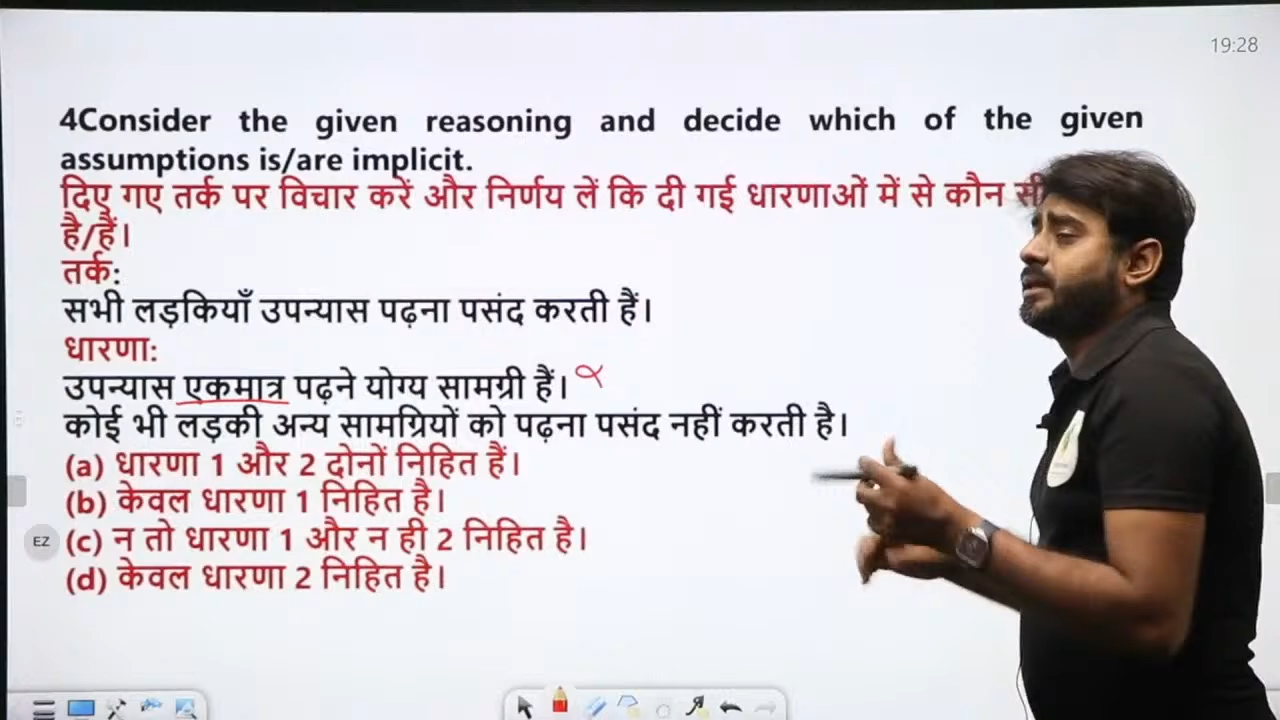 19:28
4Consider the given reasoning and decide which of the given
assumptions is/are implicit.
दिए गए तर्क पर विचार करें और निर्णय लें कि दी गई धारणाओं में से कौन सी
है/हैं।
तर्क:
सभी लड़कियाँ उपन्यास पढ़ना पसंद करती हैं।
धारणा:
उपन्यास एकमात्र पढ़ने योग्य सामग्री हैं।
कोई भी लड़की अन्य सामग्रियों को पढ़ना पसंद नहीं करती है।
(a) धारणा 1 और 2 दोनों निहित हैं।
(b) केवल धारणा 1 निहित है।
EZ (c) न तो धारणा 1 और न ही 2 निहित है।
(d) केवल धारणा 2 निहित है।